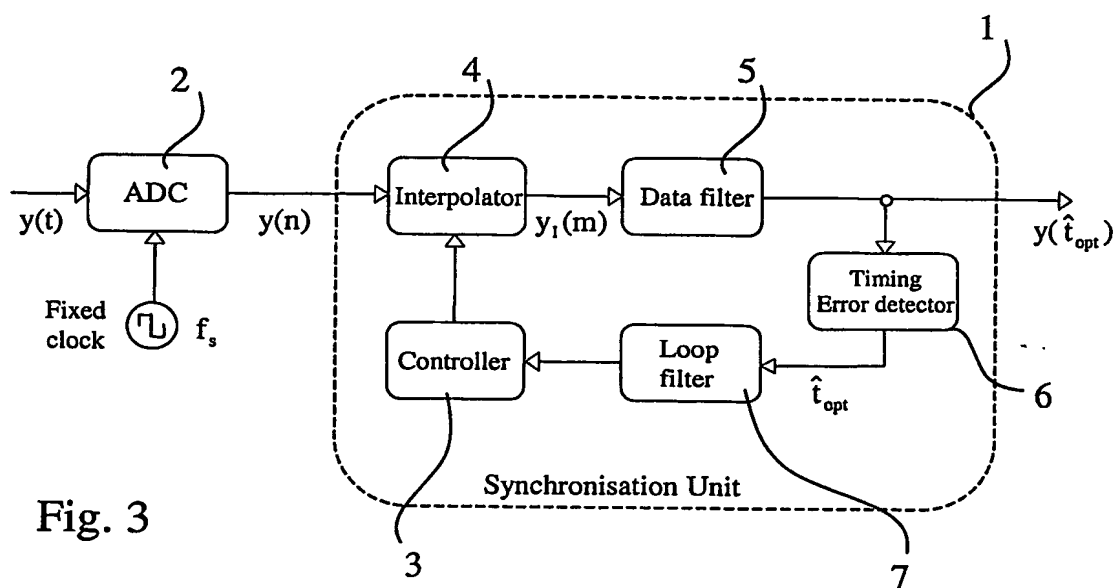 1
2
4
5
ADC
Interpolator
Data filter
y(t)
y(n)
y_I(m)
y(t̂_opt)
Timing
Error detector
Fixed
clock
f_s
Controller
Loop
filter
t̂_opt
6
Synchronisation Unit
Fig. 3
3
7